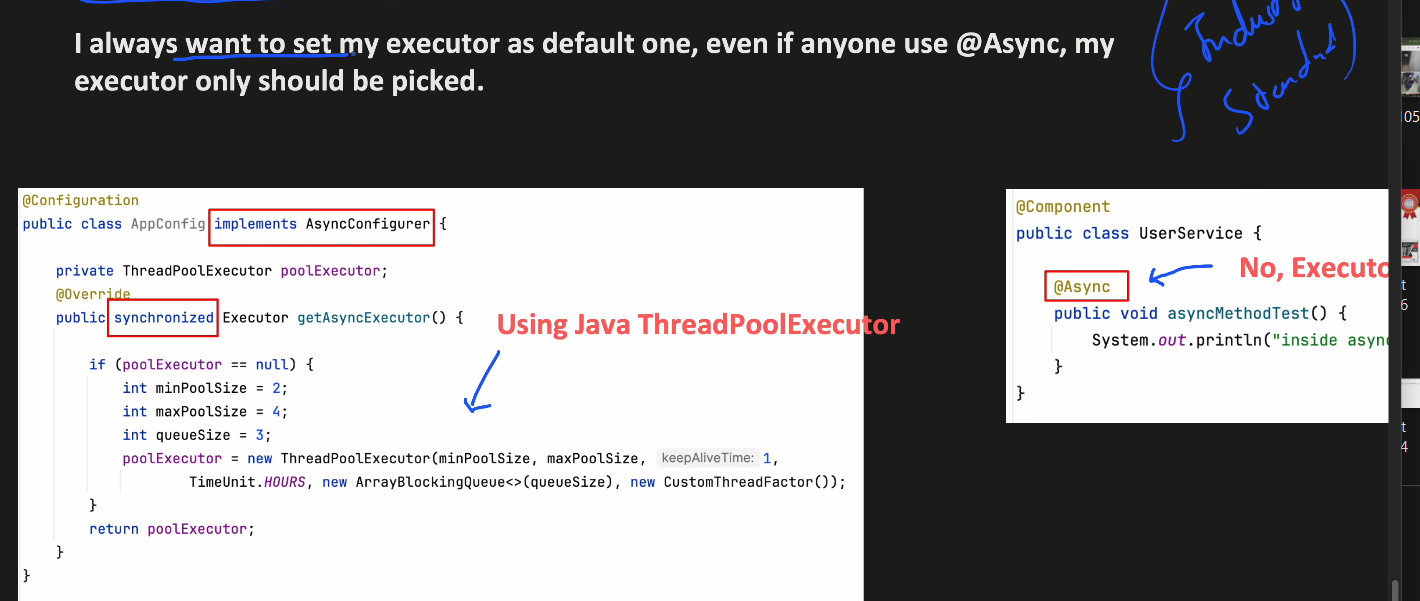 I always want to set my executor as default one, even if anyone use @Async, my
executor only should be picked.
Standard
05
@Configuration
public class AppConfig implements AsyncConfigurer {
private ThreadPoolExecutor poolExecutor;
@Override
public synchronized Executor getAsyncExecutor() {
if (poolExecutor == null) {
int minPoolSize = 2;
int maxPoolSize = 4;
int queueSize = 3;
poolExecutor = new ThreadPoolExecutor(minPoolSize, maxPoolSize, keepAliveTime: 1,
TimeUnit.HOURS, new ArrayBlockingQueue<>(queueSize), new CustomThreadFactor());
}
return poolExecutor;
}
}
Using Java ThreadPoolExecutor
@Component
public class UserService {
@Async
No, Executo
public void asyncMethodTest() {
System.out.println("inside asyn
}
}
t
6
t
4